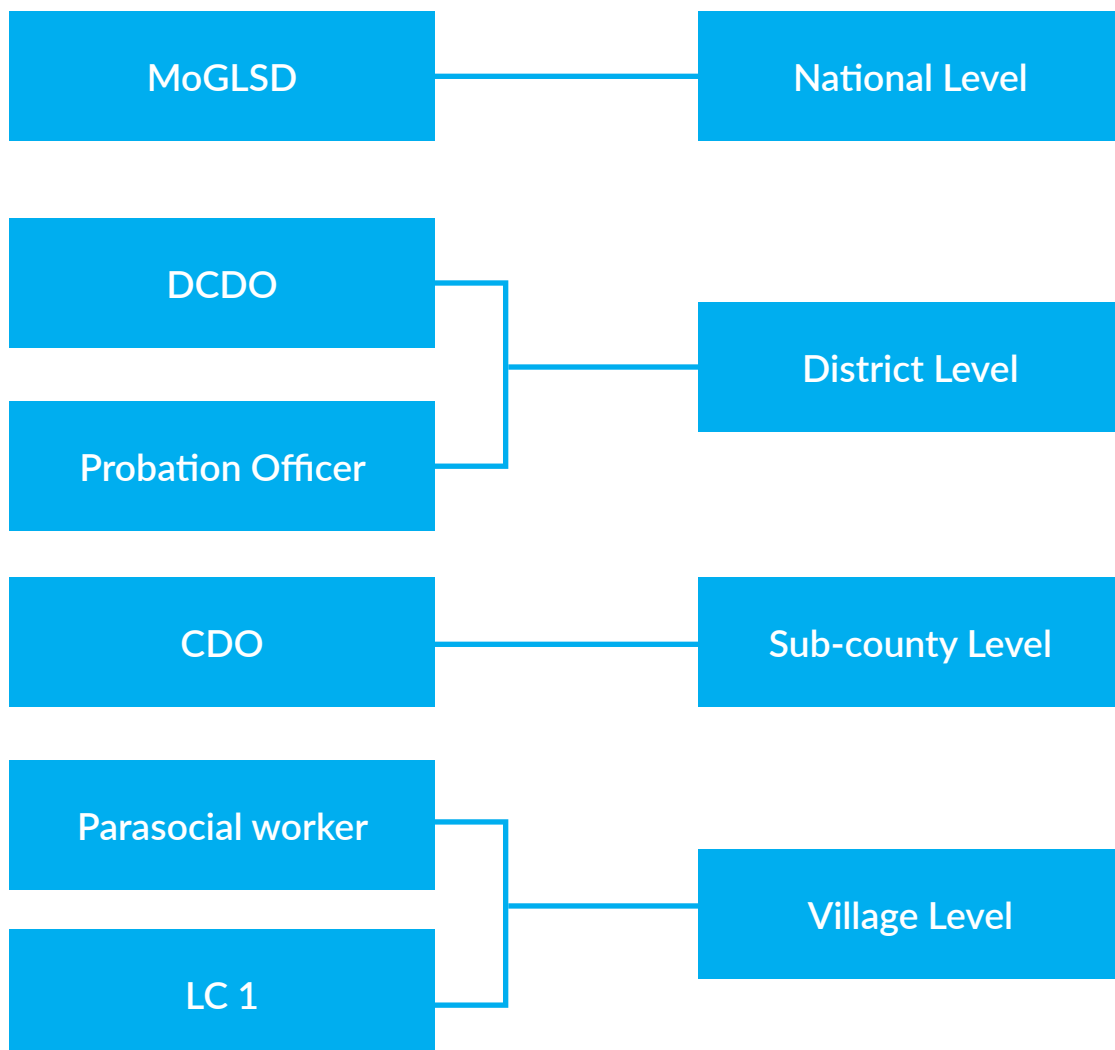 MoGLSD
National Level
DCDO
District Level
Probation Officer
CDO
Sub-county Level
Parasocial worker
Village Level
LC 1